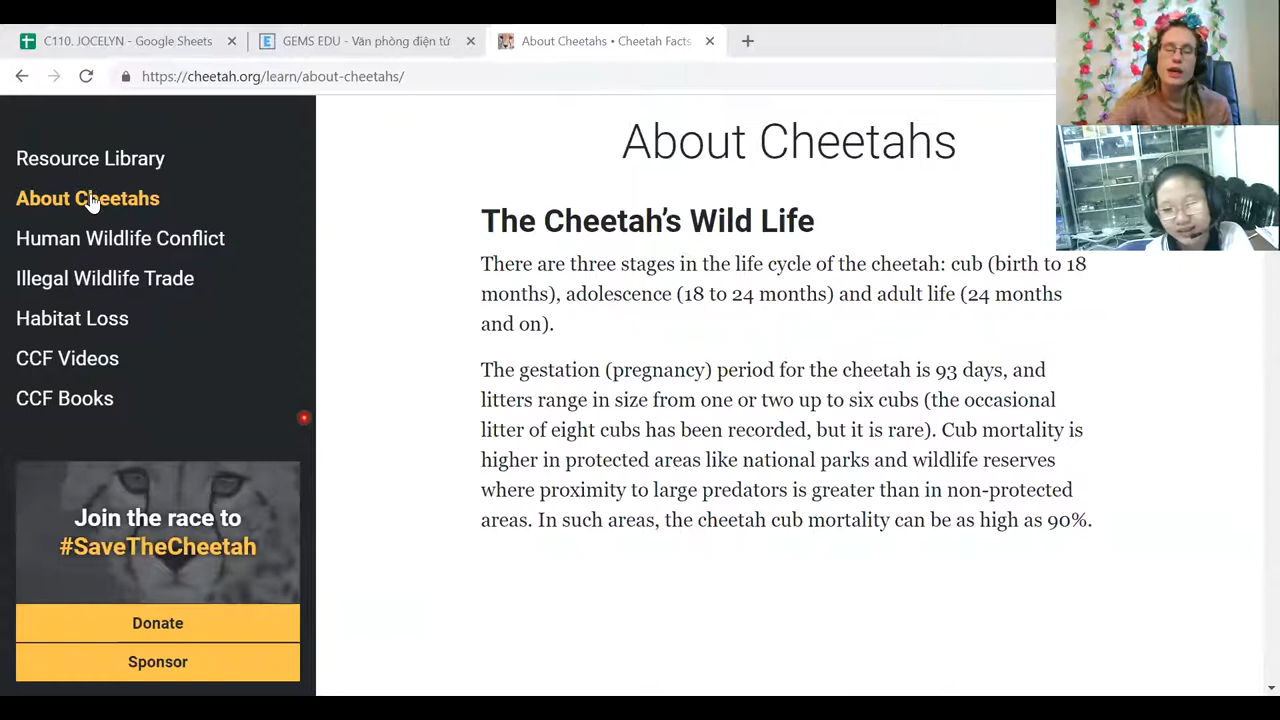 C110. JOCELYN - Google Sheets
GEMS EDU - Văn phòng điện tử
About Cheetahs • Cheetah Facts
https://cheetah.org/learn/about-cheetahs/
Resource Library
About Cheetahs
Human Wildlife Conflict
Illegal Wildlife Trade
Habitat Loss
CCF Videos
CCF Books
Join the race to
#SaveTheCheetah
Donate
Sponsor
About Cheetahs
The Cheetah’s Wild Life
There are three stages in the life cycle of the cheetah: cub (birth to 18
months), adolescence (18 to 24 months) and adult life (24 months
and on).
The gestation (pregnancy) period for the cheetah is 93 days, and
litters range in size from one or two up to six cubs (the occasional
litter of eight cubs has been recorded, but it is rare). Cub mortality is
higher in protected areas like national parks and wildlife reserves
where proximity to large predators is greater than in non-protected
areas. In such areas, the cheetah cub mortality can be as high as 90%.